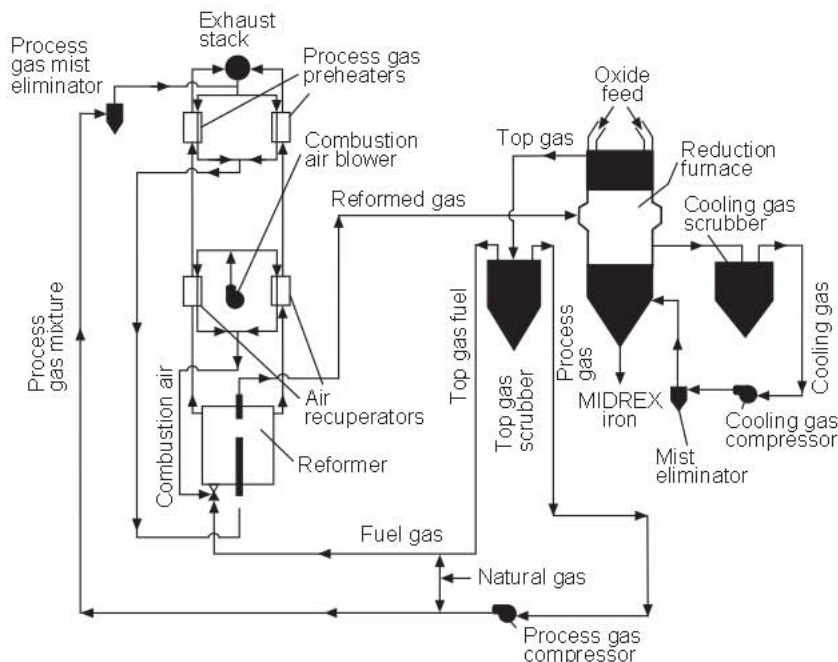 Exhaust
stack
Process
gas mist
eliminator
Process gas
preheaters
Combustion
air blower
Oxide
feed
Top gas
Reduction
furnace
Reformed gas
Cooling gas
scrubber
Process
gas mixture
Combustion air
Air
recuperators
Reformer
Top gas fuel
Top gas
scrubber
Process
gas
MIDREX
iron
Cooling gas
Cooling gas
compressor
Mist
eliminator
Fuel gas
Natural gas
Process gas
compressor